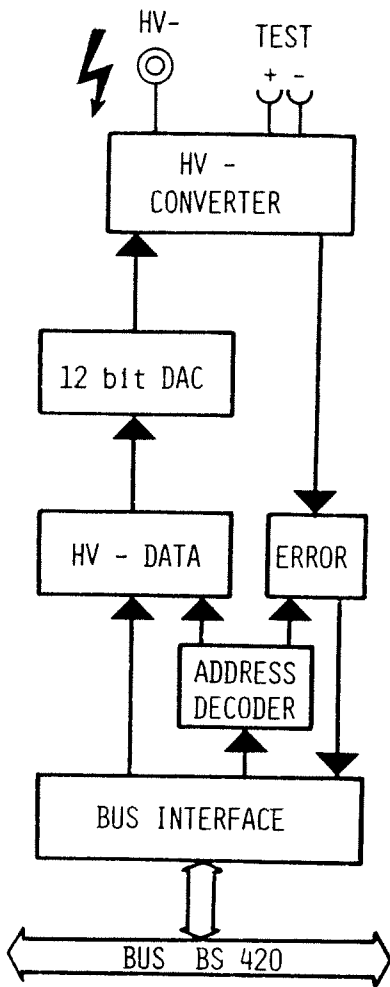 HV-
TEST
+ -
HV -
CONVERTER
12 bit DAC
HV - DATA
ERROR
ADDRESS
DECODER
BUS INTERFACE
BUS BS 420